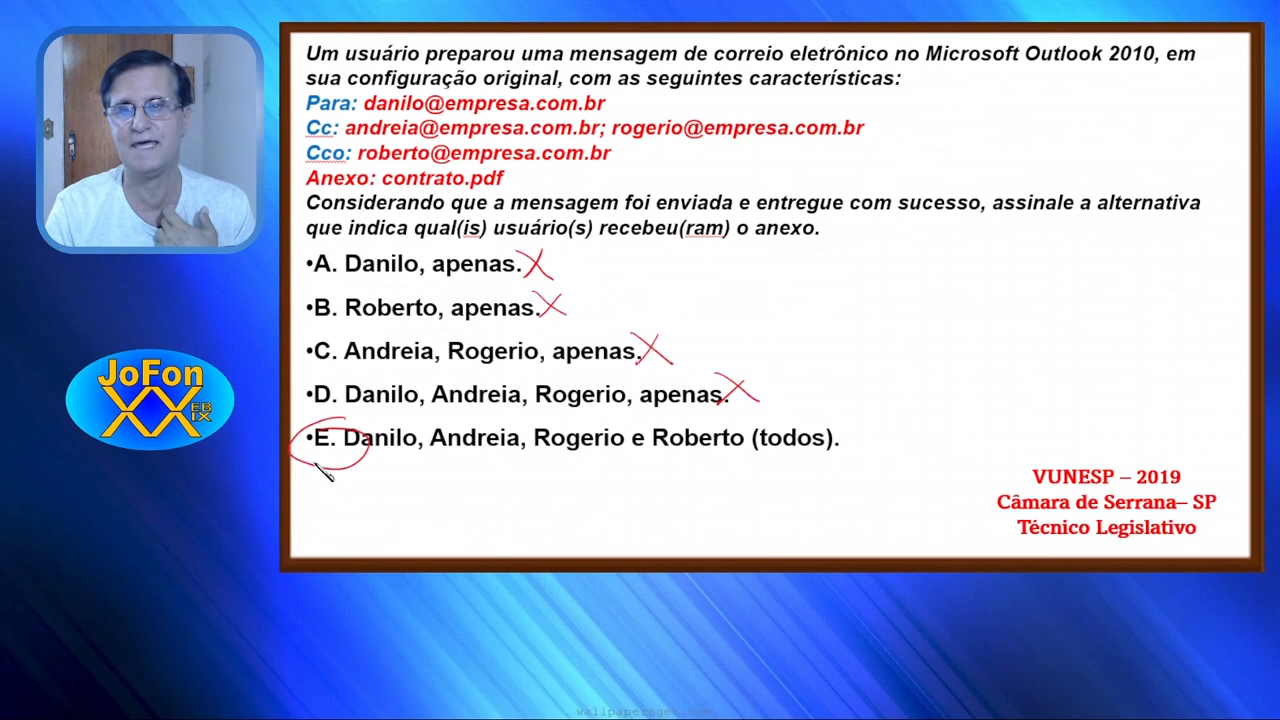 Um usuário preparou uma mensagem de correio eletrônico no Microsoft Outlook 2010, em
sua configuração original, com as seguintes características:
Para: danilo@empresa.com.br
Cc: andreia@empresa.com.br; rogerio@empresa.com.br
Cco: roberto@empresa.com.br
Anexo: contrato.pdf
Considerando que a mensagem foi enviada e entregue com sucesso, assinale a alternativa
que indica qual(is) usuário(s) recebeu(ram) o anexo.
•A. Danilo, apenas.
•B. Roberto, apenas.
•C. Andreia, Rogerio, apenas.
•D. Danilo, Andreia, Rogerio, apenas.
•E. Danilo, Andreia, Rogerio e Roberto (todos).
JoFon
XX
EB
IX
VUNESP – 2019
Câmara de Serrana– SP
Técnico Legislativo